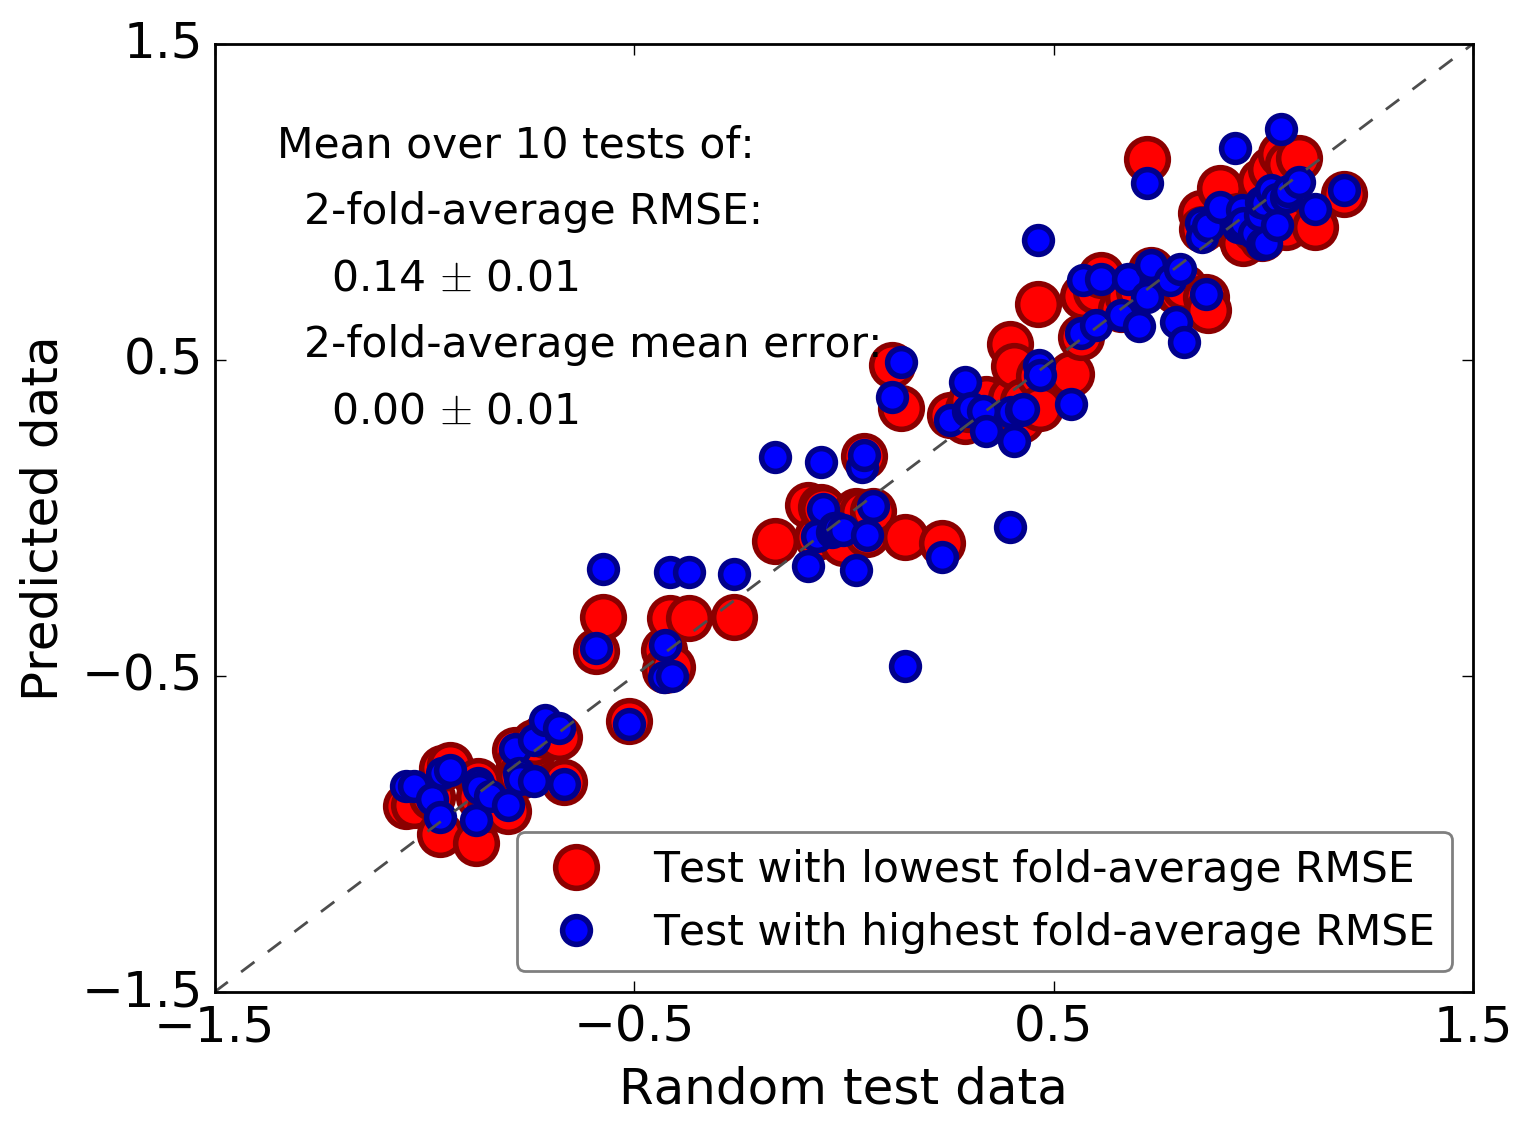 1.5
0.5
−0.5
−1.5
Predicted data
Mean over 10 tests of:
2-fold-average RMSE:
0.14 ± 0.01
2-fold-average mean error:
0.00 ± 0.01
Test with lowest fold-average RMSE
Test with highest fold-average RMSE
−1.5
−0.5
0.5
1.5
Random test data